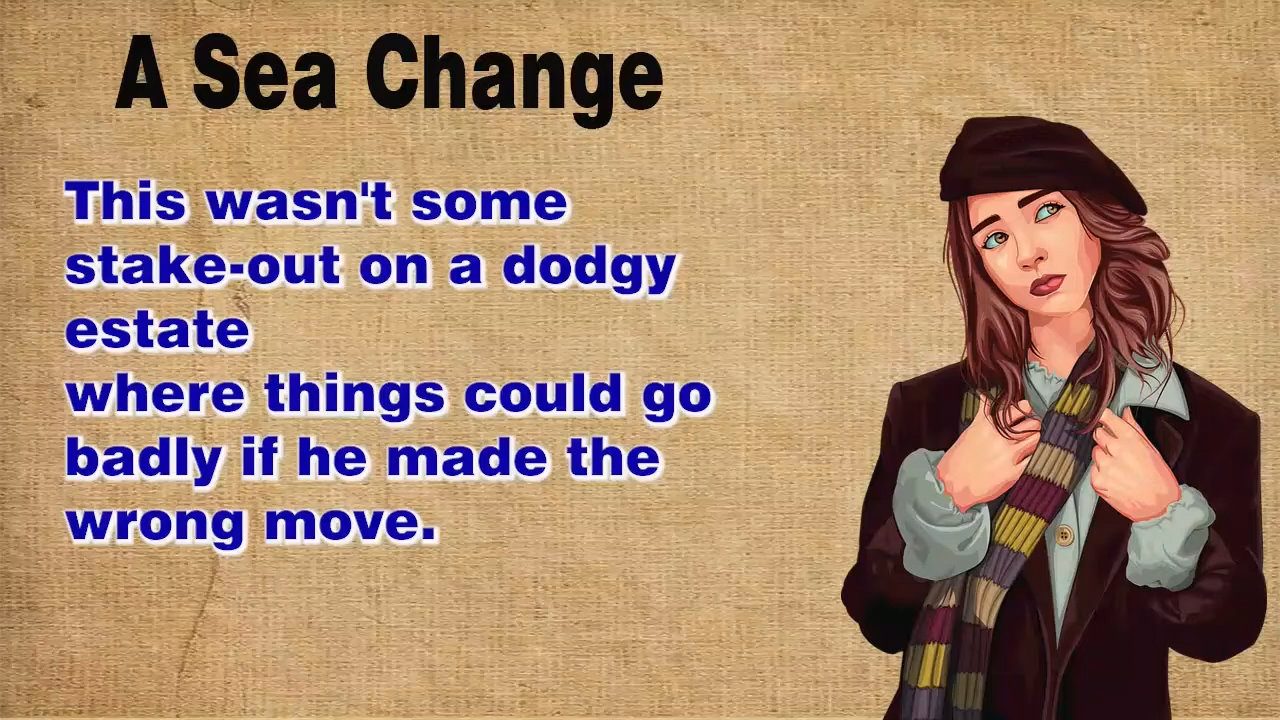 A Sea Change
This wasn't some
stake-out on a dodgy
estate
where things could go
badly if he made the
wrong move.